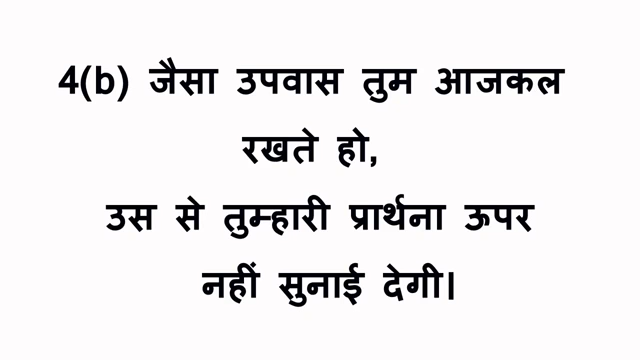 4(b) जैसा उपवास तुम आजकल
रखते हो,
उस से तुम्हारी प्रार्थना ऊपर
नहीं सुनाई देगी।